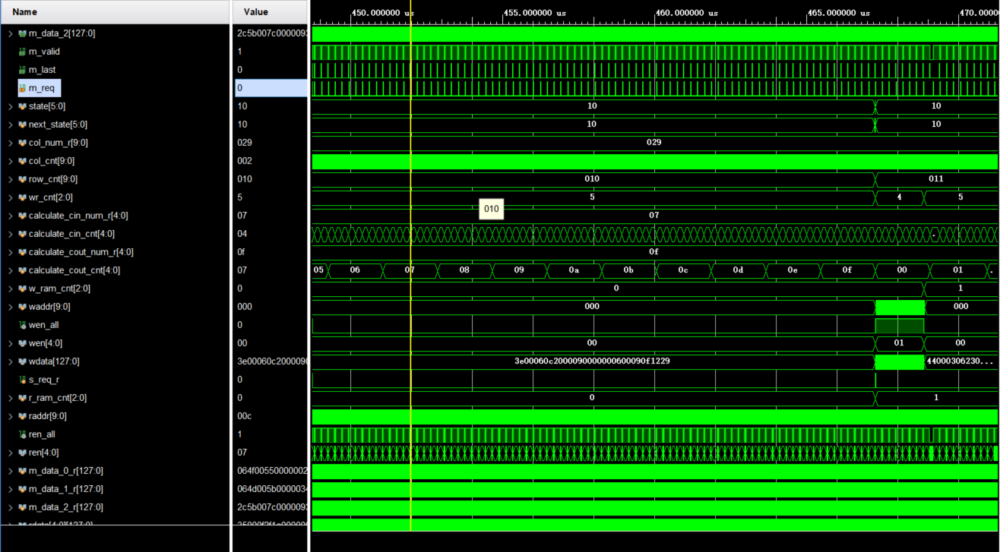 Name Value 450.000000 us 455.000000 us 460.000000 us 465.000000 us 470.0000
m_data_2[127:0] 2c5b007c0000093
m_valid 1
m_last 0
m_req 0
state[5:0] 10 10 10
next_state[5:0] 10 10 10
col_num_r[9:0] 029 029
col_cnt[9:0] 002
row_cnt[9:0] 010 010 011
wr_cnt[2:0] 5 5 4 5
010
calculate_cin_num_r[4:0] 07 07
calculate_cin_cnt[4:0] 04 .
calculate_cout_num_r[4:0] 0f 0f
calculate_cout_cnt[4:0] 07 05 06 07 08 09 0a 0b 0c 0d 0e 0f 00 01 .
w_ram_cnt[2:0] 0 0 1
waddr[9:0] 000 000 000
wen_all 0
wen[4:0] 00 00 01 00
wdata[127:0] 3e00060c2000090 3e00060c2000090000000600090f1229 44000306230...
s_req_r 0
r_ram_cnt[2:0] 0 0 1
raddr[9:0] 00c
ren_all 1
ren[4:0] 07
m_data_0_r[127:0] 064f00550000002
m_data_1_r[127:0] 064d005b0000034
m_data_2_r[127:0] 2c5b007c0000093